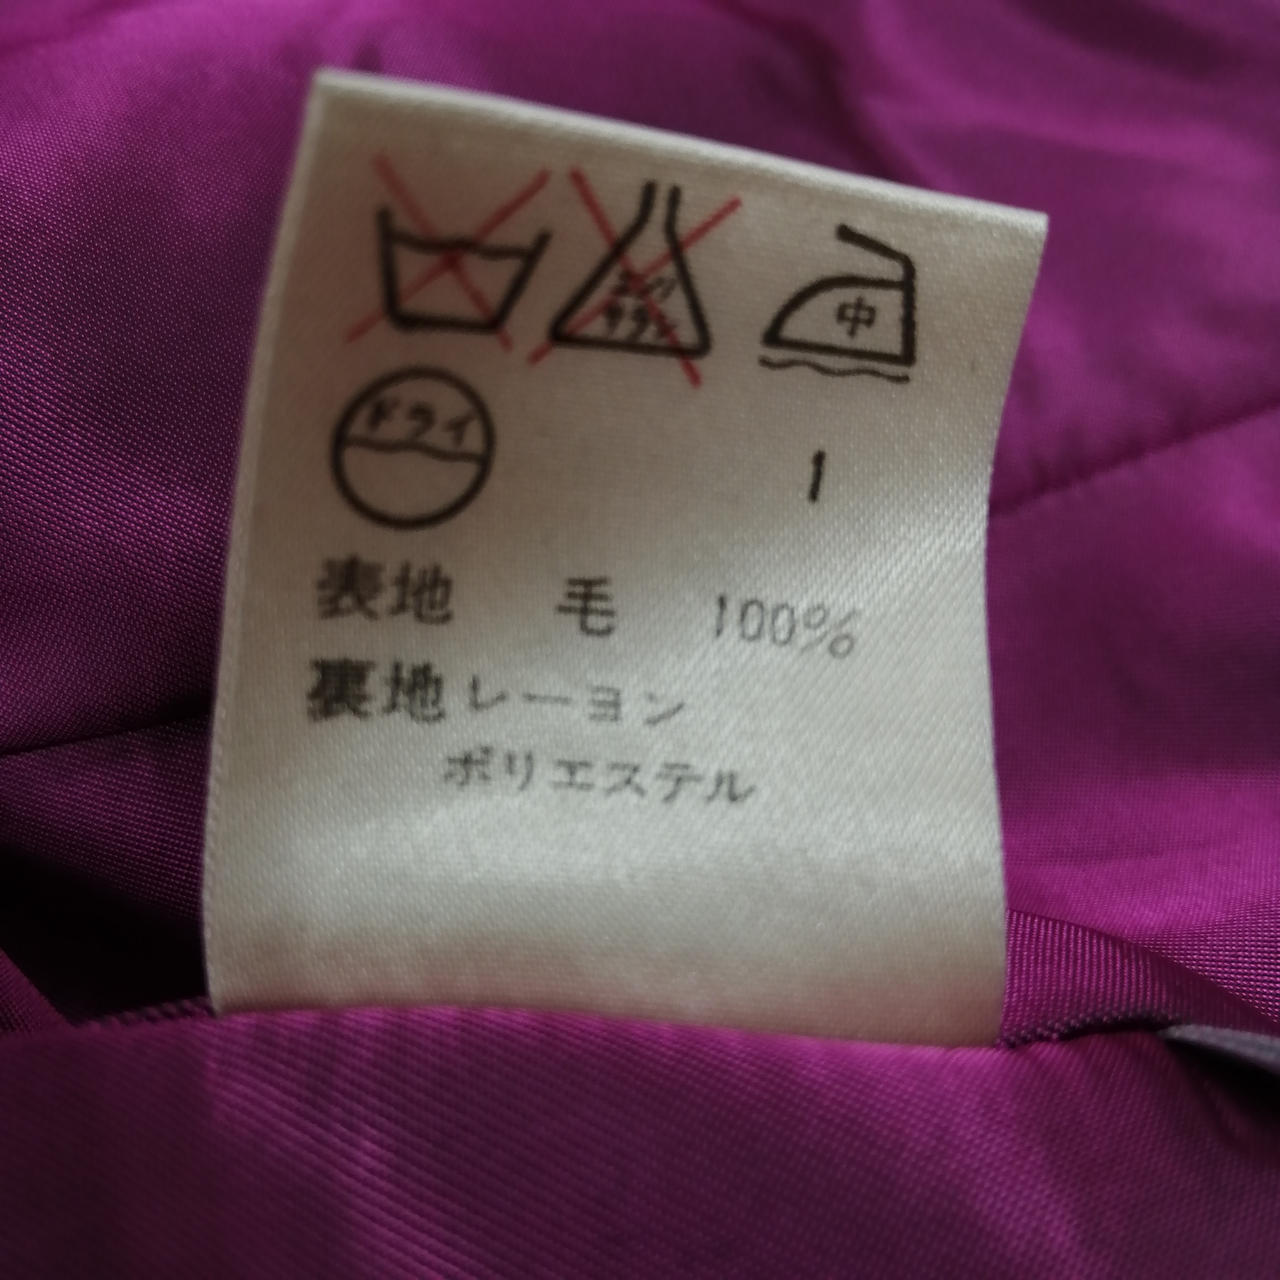 エンソ
サラシ
中
ドライ
1
表地 毛 100%
裏地 レーヨン
ポリエステル